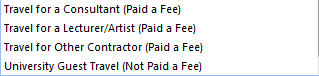 Travel for a Consultant (Paid a Fee)
Travel for a Lecturer/Artist (Paid a Fee)
Travel for Other Contractor (Paid a Fee)
University Guest Travel (Not Paid a Fee)